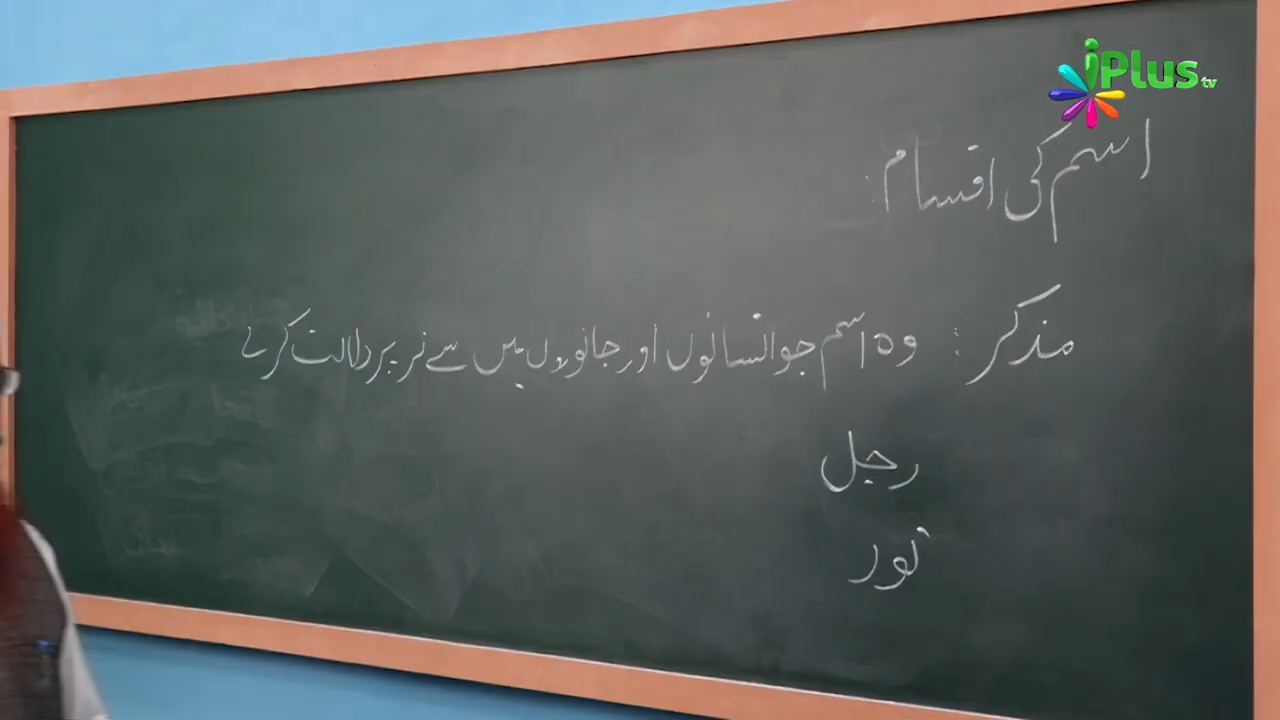 iPlus tv
اسم کی اقسام:
مذکر: وہ اسم جو انسانوں اور جانوروں میں سے نر پر دلالت کرے
رجل
ثور